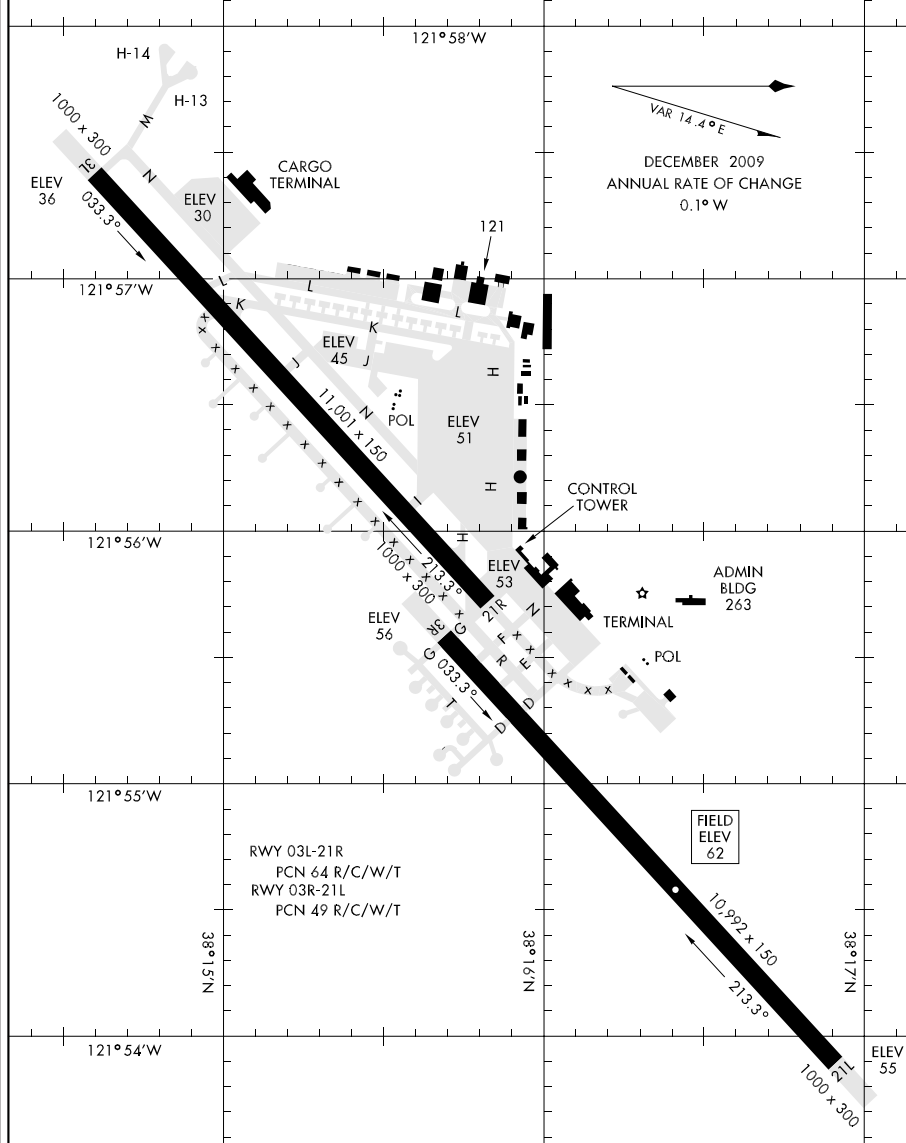 121°58'W
H-14
H-13
W
1000 x 300
VAR 14.4° E
DECEMBER 2009
ANNUAL RATE OF CHANGE
0.1° W
CARGO
TERMINAL
3L
N
ELEV
36
ELEV
30
033.3°
121
121°57'W
L
L
K
L
K
ELEV
45
J
J
H
11,001 x 150
N
POL
ELEV
51
H
I
CONTROL
TOWER
H
121°56'W
213.3°
1000 x 300
ELEV
53
21R
N
ADMIN
BLDG
263
TERMINAL
ELEV
56
3R
G
F
G
R
E
POL
033.3°
T
D
D
121°55'W
FIELD
ELEV
62
RWY 03L-21R
PCN 64 R/C/W/T
RWY 03R-21L
PCN 49 R/C/W/T
10,992 x 150
38°15'N
38°16'N
38°17'N
213.3°
121°54'W
21L
ELEV
55
1000 x 300